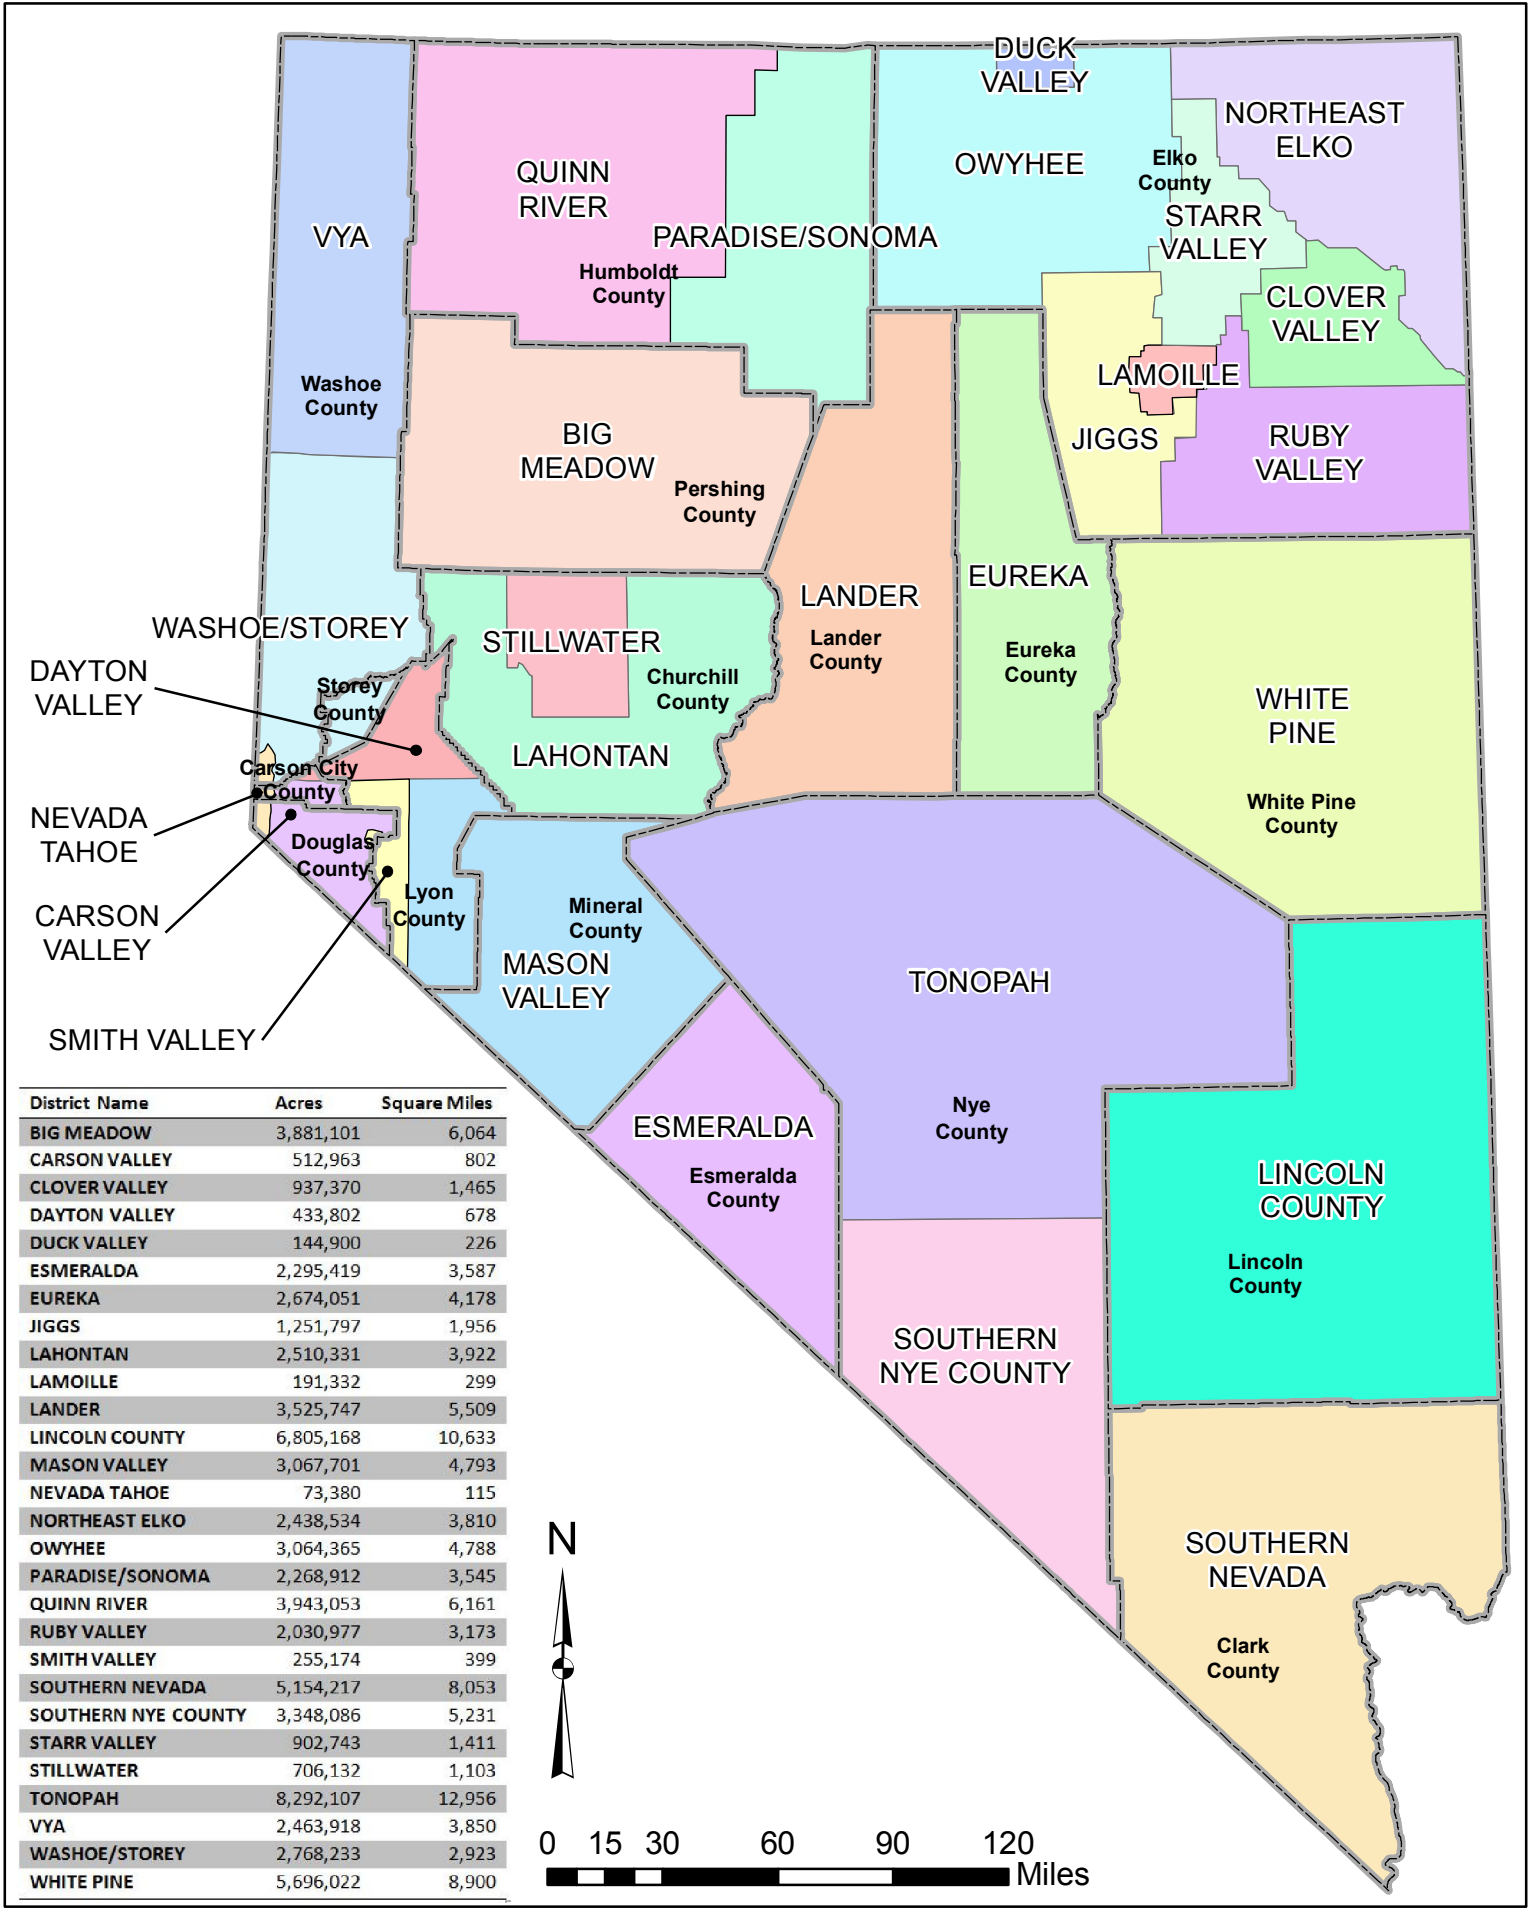 DUCK
VALLEY
NORTHEAST
ELKO
QUINN
RIVER
OWYHEE
Elko
County
STARR
VALLEY
VYA
PARADISE/SONOMA
Humboldt
County
CLOVER
VALLEY
Washoe
County
LAMOILLE
BIG
MEADOW
JIGGS
RUBY
VALLEY
Pershing
County
EUREKA
LANDER
WASHOE/STOREY
STILLWATER
Lander
County
Eureka
County
DAYTON
VALLEY
Storey
County
Churchill
County
WHITE
PINE
LAHONTAN
Carson City
County
NEVADA
TAHOE
White Pine
County
Douglas
County
Lyon
County
CARSON
VALLEY
Mineral
County
MASON
VALLEY
TONOPAH
SMITH VALLEY
Nye
County
ESMERALDA
Esmeralda
County
LINCOLN
COUNTY
Lincoln
County
SOUTHERN
NYE COUNTY
SOUTHERN
NEVADA
Clark
County
District Name Acres Square Miles
BIG MEADOW 3,881,101 6,064
CARSON VALLEY 512,963 802
CLOVER VALLEY 937,370 1,465
DAYTON VALLEY 433,802 678
DUCK VALLEY 144,900 226
ESMERALDA 2,295,419 3,587
EUREKA 2,674,051 4,178
JIGGS 1,251,797 1,956
LAHONTAN 2,510,331 3,922
LAMOILLE 191,332 299
LANDER 3,525,747 5,509
LINCOLN COUNTY 6,805,168 10,633
MASON VALLEY 3,067,701 4,793
NEVADA TAHOE 73,380 115
NORTHEAST ELKO 2,438,534 3,810
OWYHEE 3,064,365 4,788
PARADISE/SONOMA 2,268,912 3,545
QUINN RIVER 3,943,053 6,161
RUBY VALLEY 2,030,977 3,173
SMITH VALLEY 255,174 399
SOUTHERN NEVADA 5,154,217 8,053
SOUTHERN NYE COUNTY 3,348,086 5,231
STARR VALLEY 902,743 1,411
STILLWATER 706,132 1,103
TONOPAH 8,292,107 12,956
VYA 2,463,918 3,850
WASHOE/STOREY 2,768,233 2,923
WHITE PINE 5,696,022 8,900
N
0 15 30 60 90 120
Miles